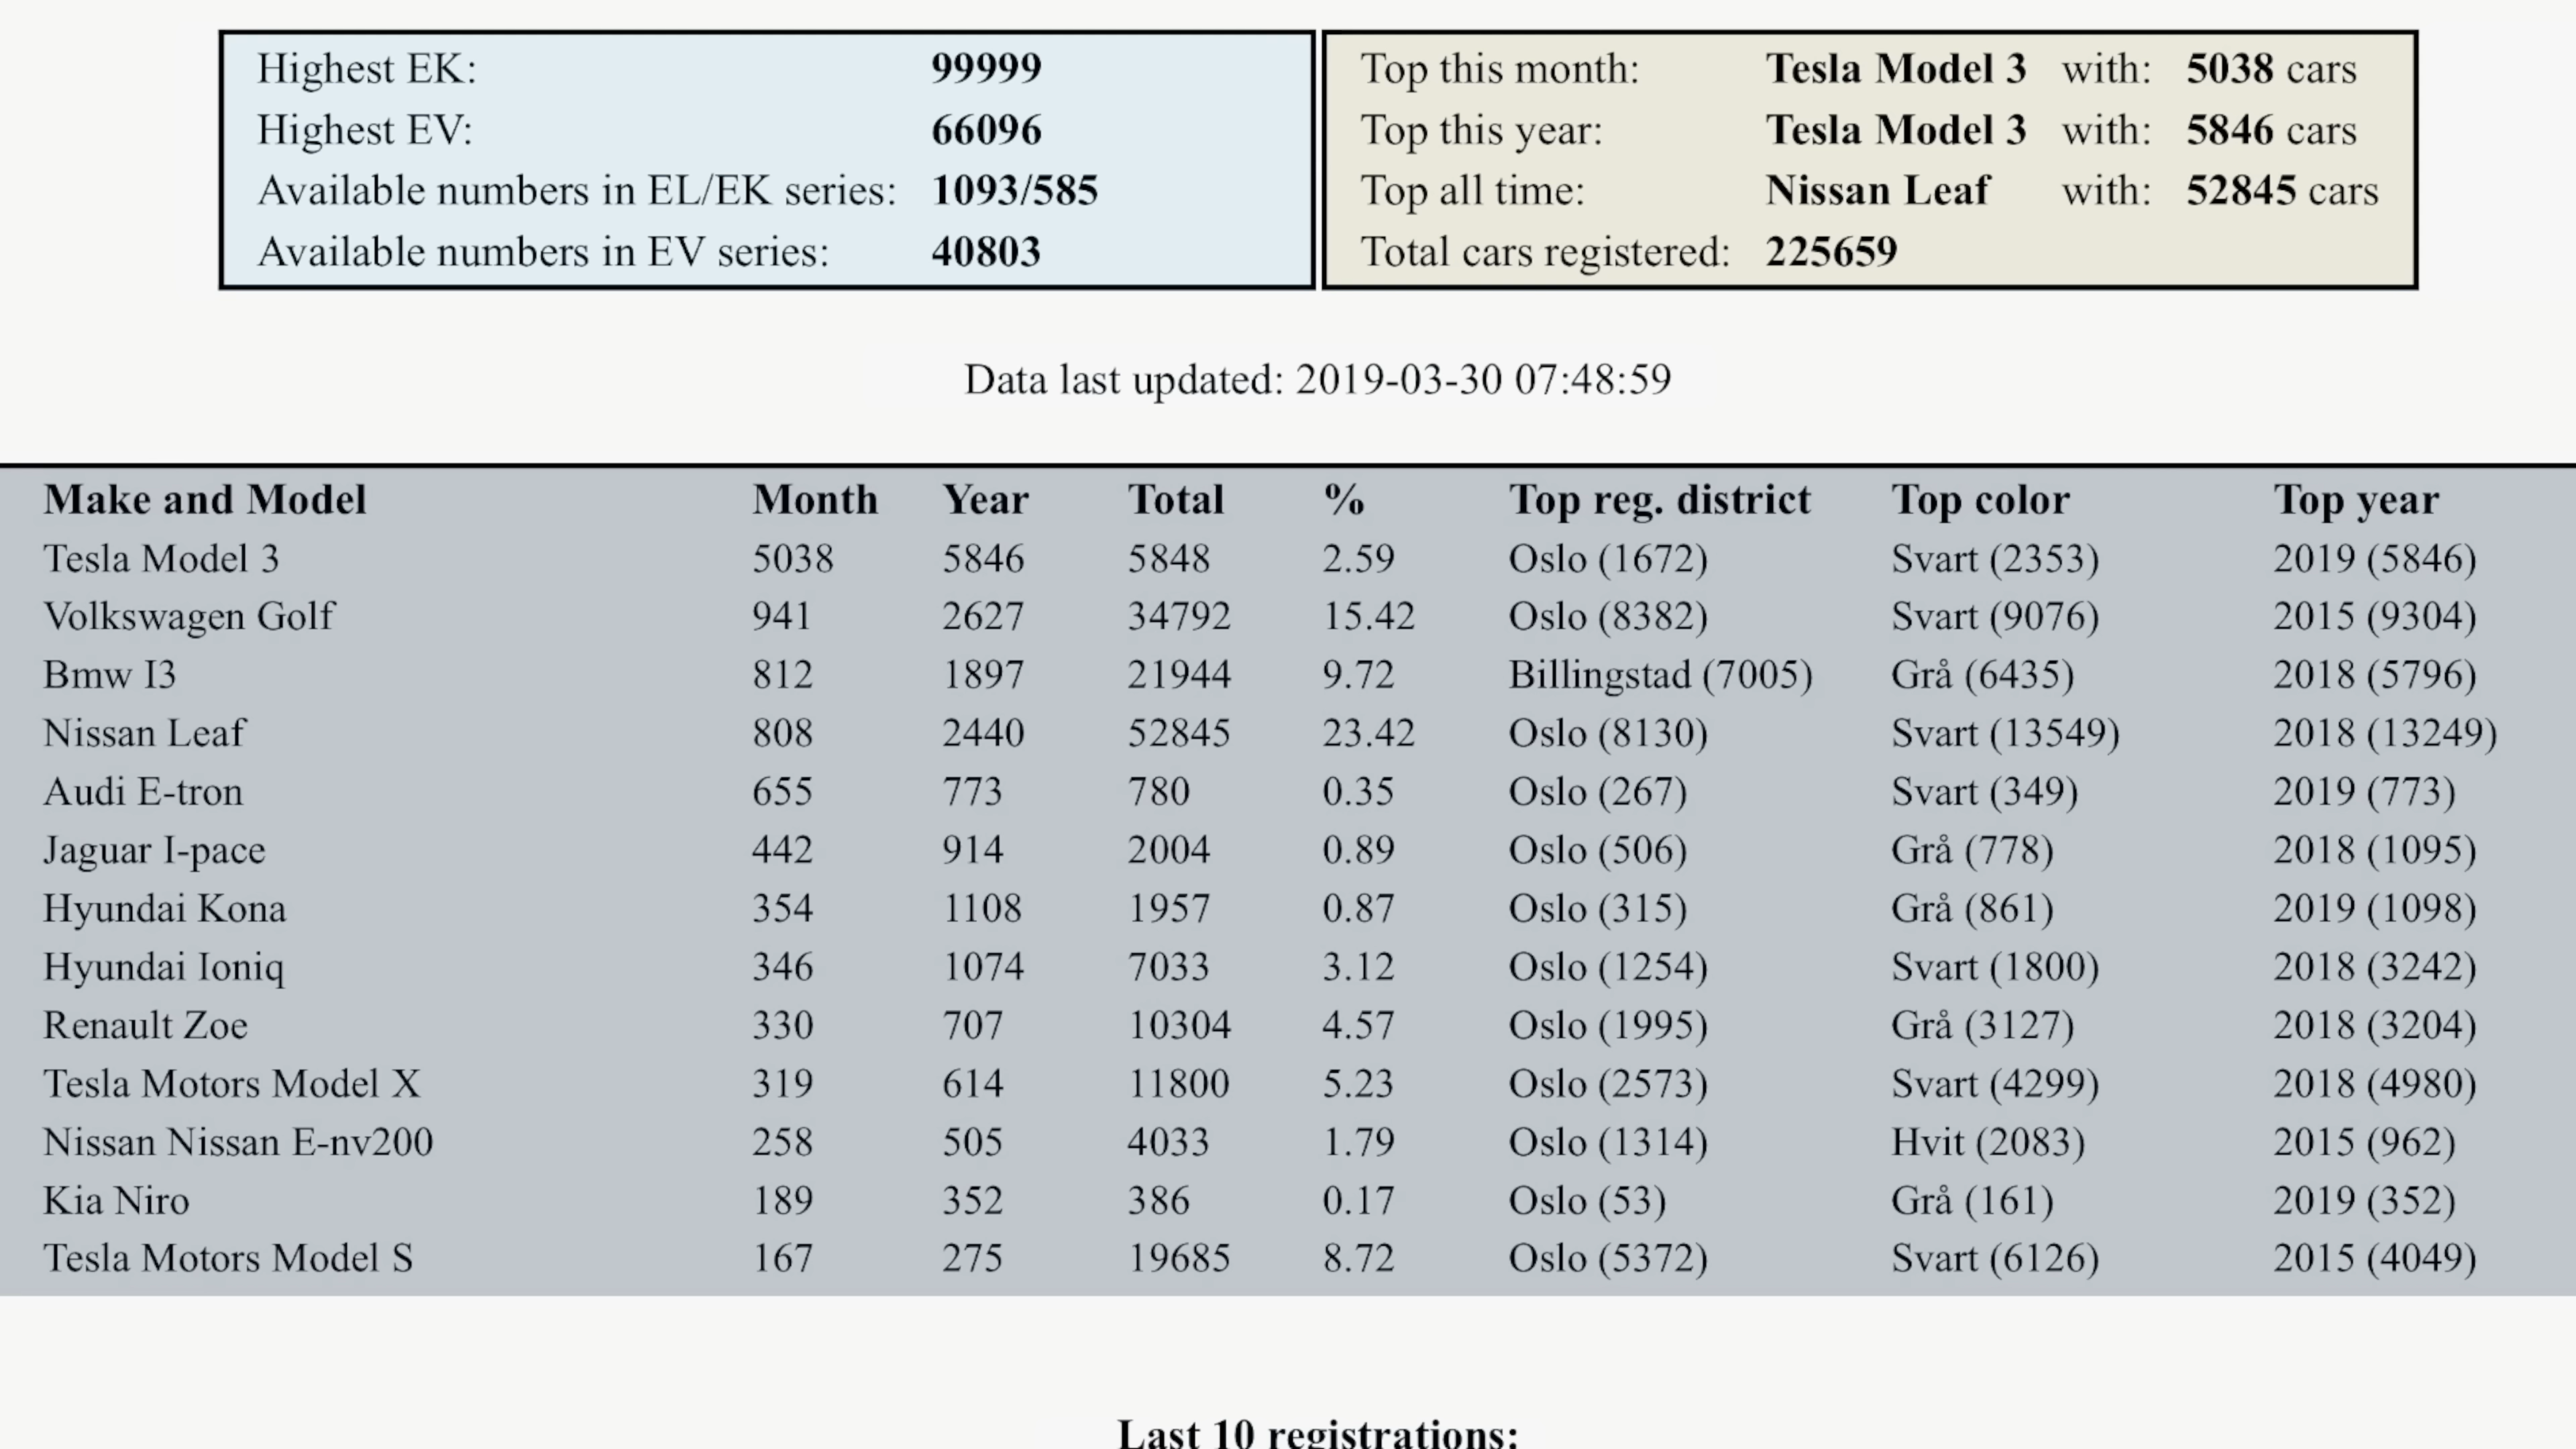 Highest EK: 99999
Highest EV: 66096
Available numbers in EL/EK series: 1093/585
Available numbers in EV series: 40803
Top this month: Tesla Model 3 with: 5038 cars
Top this year: Tesla Model 3 with: 5846 cars
Top all time: Nissan Leaf with: 52845 cars
Total cars registered: 225659
Data last updated: 2019-03-30 07:48:59
Make and Model Month Year Total % Top reg. district Top color Top year
Tesla Model 3 5038 5846 5848 2.59 Oslo (1672) Svart (2353) 2019 (5846)
Volkswagen Golf 941 2627 34792 15.42 Oslo (8382) Svart (9076) 2015 (9304)
Bmw I3 812 1897 21944 9.72 Billingstad (7005) Grå (6435) 2018 (5796)
Nissan Leaf 808 2440 52845 23.42 Oslo (8130) Svart (13549) 2018 (13249)
Audi E-tron 655 773 780 0.35 Oslo (267) Svart (349) 2019 (773)
Jaguar I-pace 442 914 2004 0.89 Oslo (506) Grå (778) 2018 (1095)
Hyundai Kona 354 1108 1957 0.87 Oslo (315) Grå (861) 2019 (1098)
Hyundai Ioniq 346 1074 7033 3.12 Oslo (1254) Svart (1800) 2018 (3242)
Renault Zoe 330 707 10304 4.57 Oslo (1995) Grå (3127) 2018 (3204)
Tesla Motors Model X 319 614 11800 5.23 Oslo (2573) Svart (4299) 2018 (4980)
Nissan Nissan E-nv200 258 505 4033 1.79 Oslo (1314) Hvit (2083) 2015 (962)
Kia Niro 189 352 386 0.17 Oslo (53) Grå (161) 2019 (352)
Tesla Motors Model S 167 275 19685 8.72 Oslo (5372) Svart (6126) 2015 (4049)
Last 10 registrations: